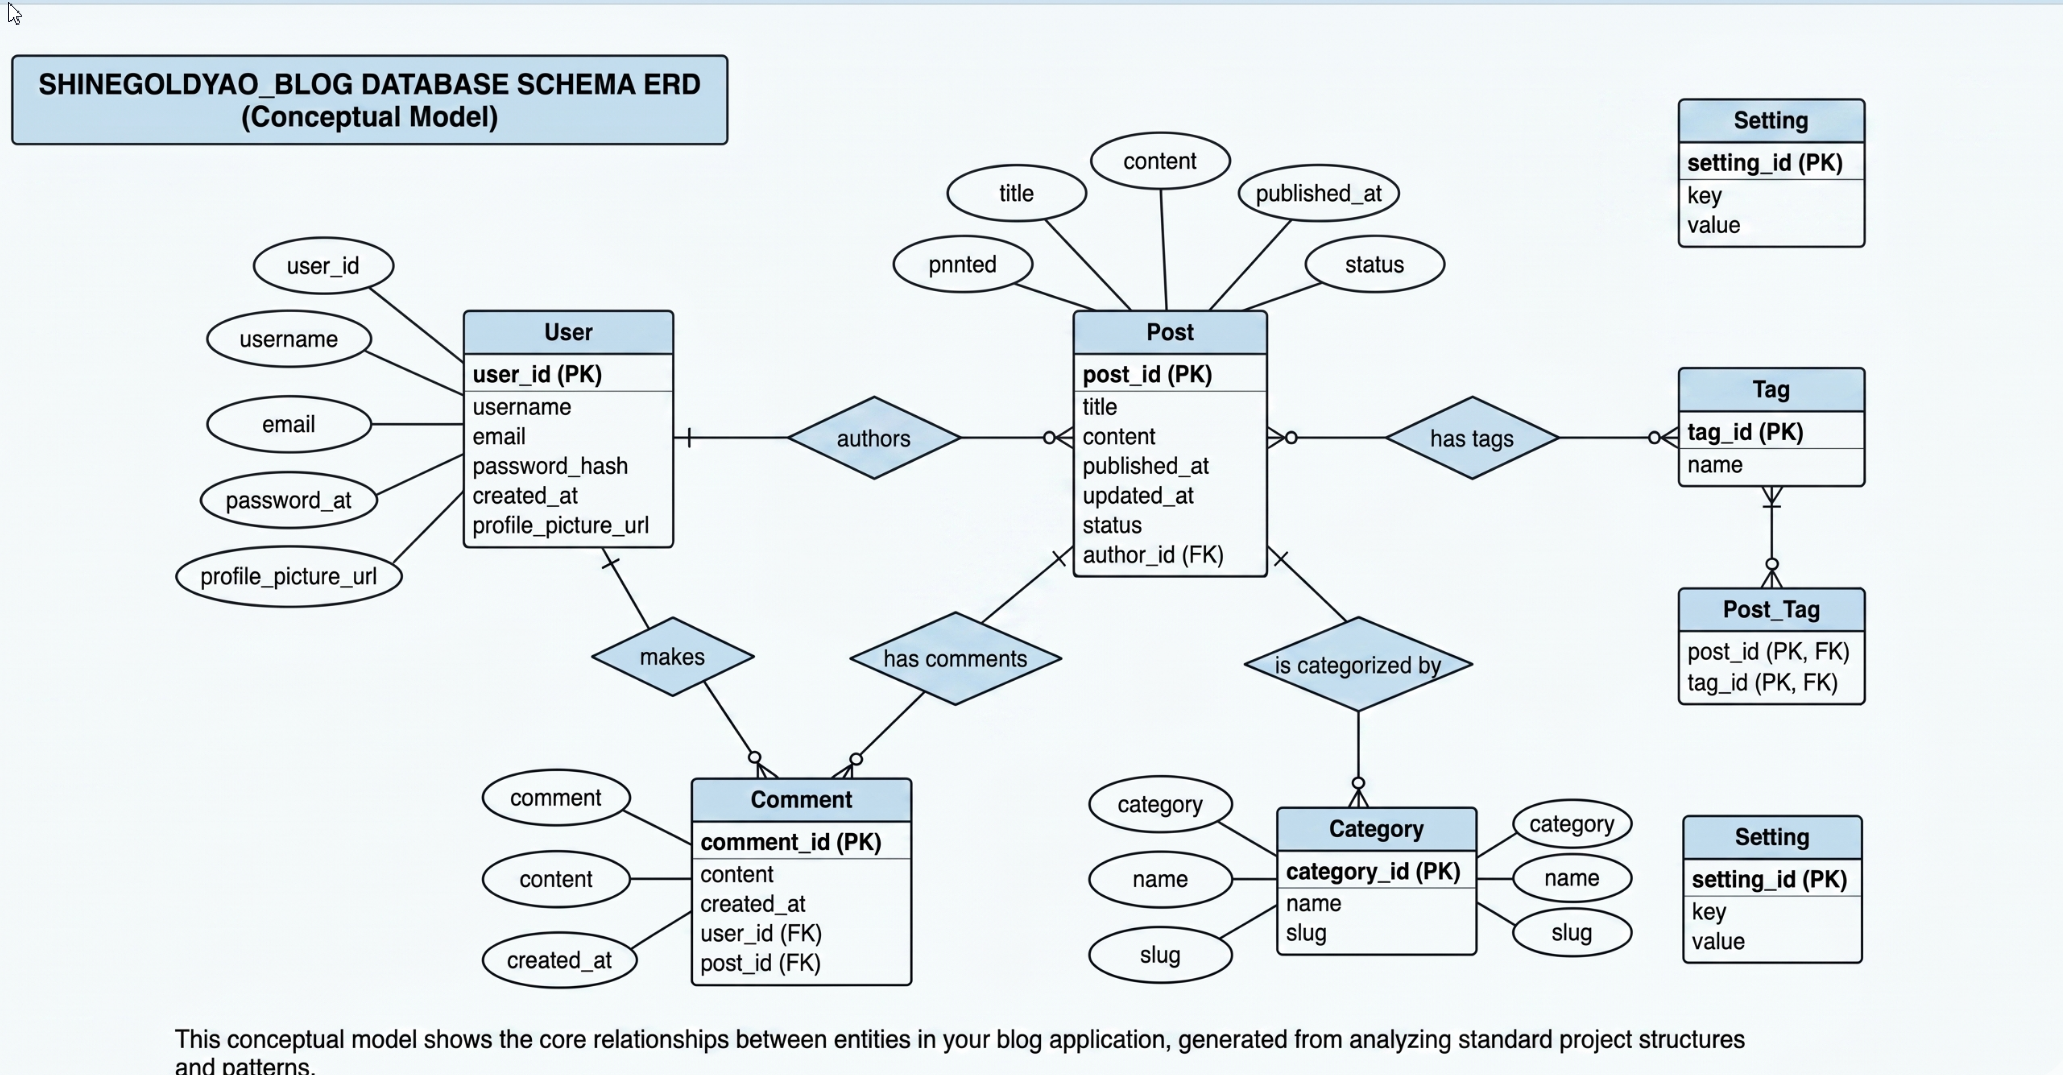 SHINEGOLDYAO_BLOG DATABASE SCHEMA ERD
(Conceptual Model)
Setting
setting_id (PK)
key
value
content
title
published_at
pnnted
status
user_id
username
email
password_at
profile_picture_url
User
user_id (PK)
username
email
password_hash
created_at
profile_picture_url
authors
Post
post_id (PK)
title
content
published_at
updated_at
status
author_id (FK)
has tags
Tag
tag_id (PK)
name
Post_Tag
post_id (PK, FK)
tag_id (PK, FK)
makes
has comments
is categorized by
comment
content
created_at
Comment
comment_id (PK)
content
created_at
user_id (FK)
post_id (FK)
category
name
slug
Category
category_id (PK)
name
slug
category
name
slug
Setting
setting_id (PK)
key
value
This conceptual model shows the core relationships between entities in your blog application, generated from analyzing standard project structures
and patterns.